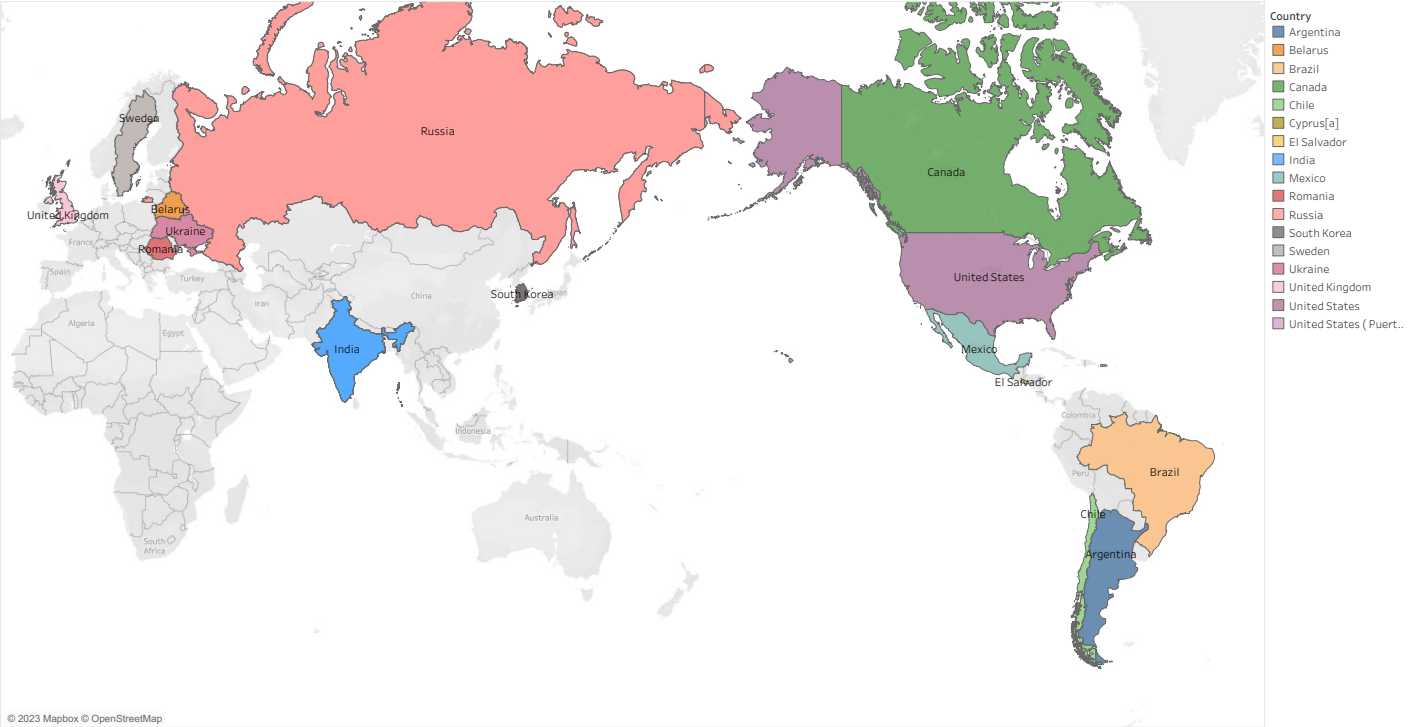 Country
Argentina
Belarus
Brazil
Canada
Chile
Cyprus[a]
El Salvador
India
Mexico
Romania
Russia
South Korea
Sweden
Ukraine
United Kingdom
United States
United States ( Puert..
Sweden
Russia
Canada
United Kingdom
Belarus
Ukraine
France
Romania
Spain
Turkey
United States
South Korea
China
Iran
Algeria
Egypt
India
Mexico
El Salvador
Colombia
Indonesia
Peru
Brazil
Chile
Australia
South
Africa
Argentina
© 2023 Mapbox © OpenStreetMap